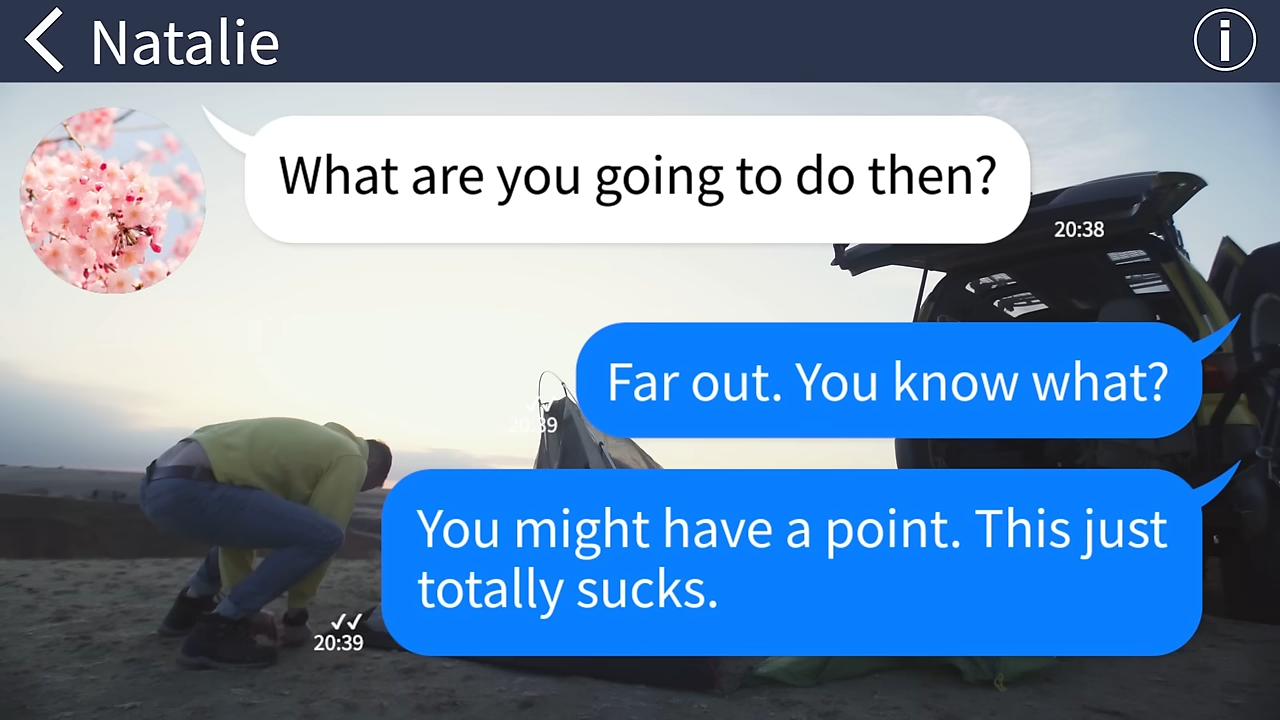 Natalie
What are you going to do then?
20:38
Far out. You know what?
20:39
You might have a point. This just
totally sucks.
20:39